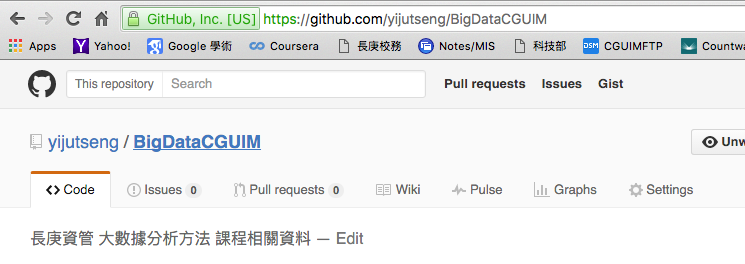 GitHub, Inc. [US] https://github.com/yijutseng/BigDataCGUIM
Apps Yahoo! Google 學術 Coursera 長庚校務 Notes/MIS 科技部 DSM CGUIMFTP Countwa
This repository Search Pull requests Issues Gist
yijutseng / BigDataCGUIM Unw
Code Issues 0 Pull requests 0 Wiki Pulse Graphs Settings
長庚資管 大數據分析方法 課程相關資料 — Edit